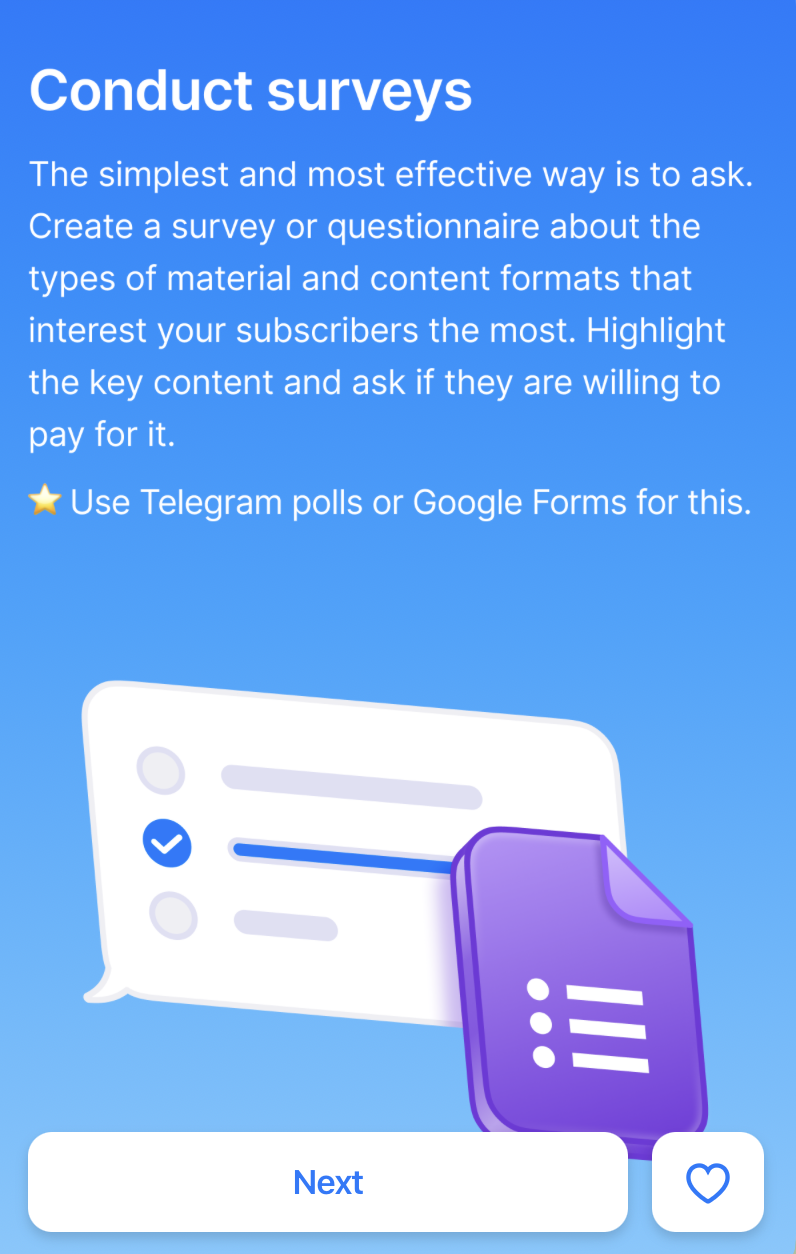 Conduct surveys
The simplest and most effective way is to ask.
Create a survey or questionnaire about the
types of material and content formats that
interest your subscribers the most. Highlight
the key content and ask if they are willing to
pay for it.
⭐ Use Telegram polls or Google Forms for this.
Next